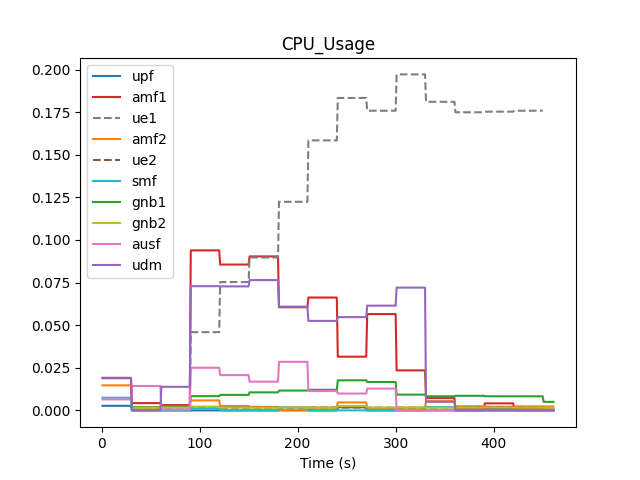 CPU_Usage
0.200
0.175
0.150
0.125
0.100
0.075
0.050
0.025
0.000
upf
amf1
ue1
amf2
ue2
smf
gnb1
gnb2
ausf
udm
0 100 200 300 400
Time (s)